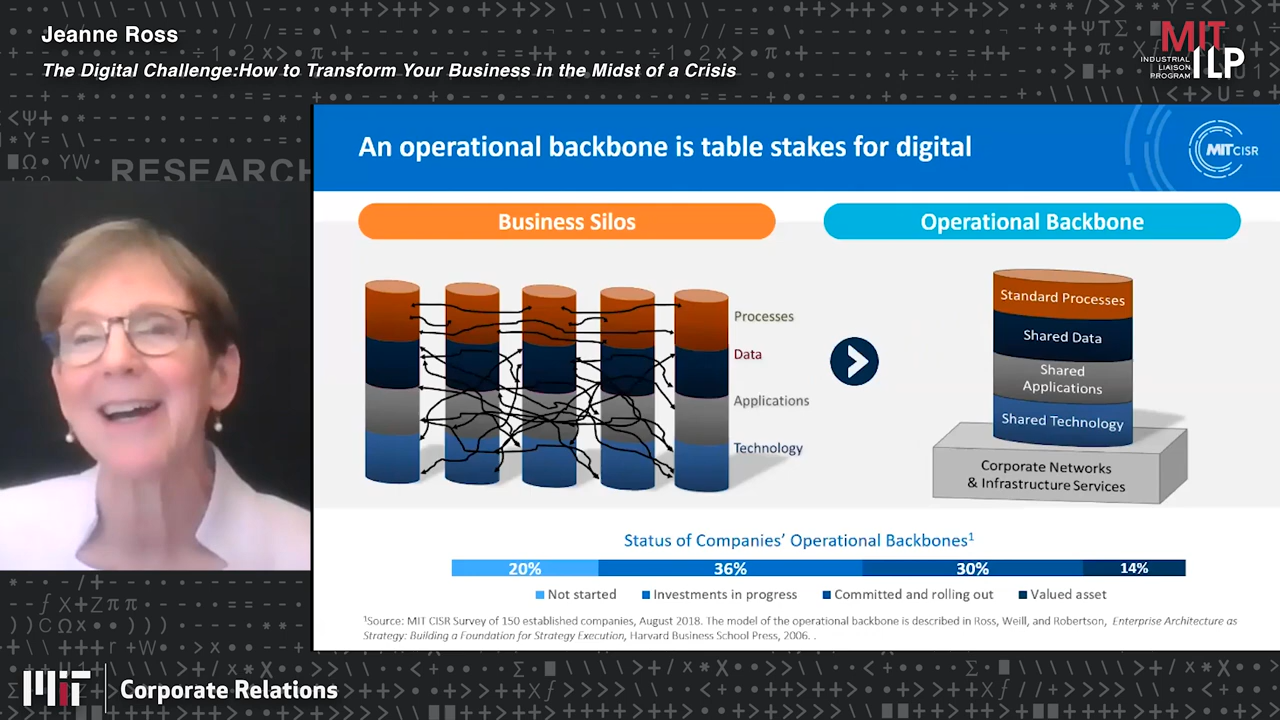 Jeanne Ross
The Digital Challenge:How to Transform Your Business in the Midst of a Crisis
MIT
INDUSTRIAL
LIAISON
PROGRAM
ILP
RESEARCH
An operational backbone is table stakes for digital
MIT CISR
Business Silos
Operational Backbone
Processes
Data
Applications
Technology
Standard Processes
Shared Data
Shared
Applications
Shared Technology
Corporate Networks
& Infrastructure Services
Status of Companies’ Operational Backbones¹
20% 36% 30% 14%
Not started Investments in progress Committed and rolling out Valued asset
¹Source: MIT CISR Survey of 150 established companies, August 2018. The model of the operational backbone is described in Ross, Weill, and Robertson, Enterprise Architecture as
Strategy: Building a Foundation for Strategy Execution, Harvard Business School Press, 2006. .
MIT Corporate Relations